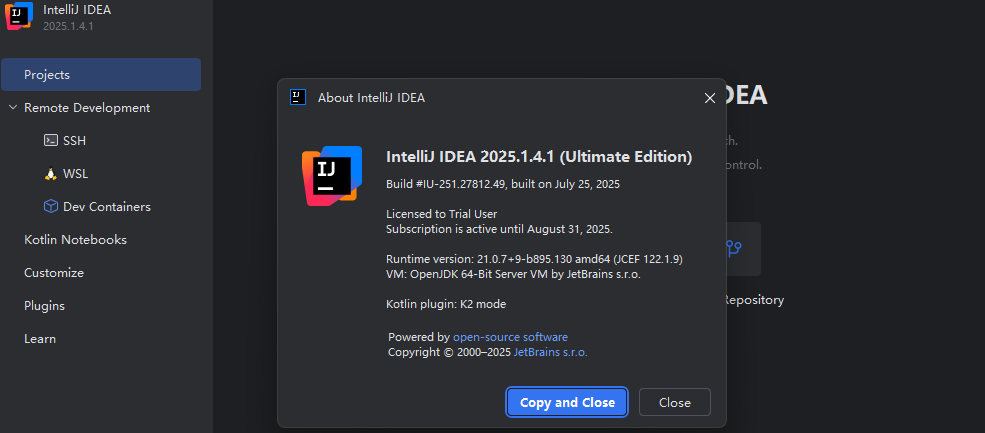 IntelliJ IDEA
2025.1.4.1
Projects
Remote Development
SSH
WSL
Dev Containers
Kotlin Notebooks
Customize
Plugins
Learn
About IntelliJ IDEA
IJ
IntelliJ IDEA 2025.1.4.1 (Ultimate Edition)
Build #IU-251.27812.49, built on July 25, 2025
Licensed to Trial User
Subscription is active until August 31, 2025.
Runtime version: 21.0.7+9-b895.130 amd64 (JCEF 122.1.9)
VM: OpenJDK 64-Bit Server VM by JetBrains s.r.o.
Kotlin plugin: K2 mode
Powered by open-source software
Copyright © 2000–2025 JetBrains s.r.o.
Copy and Close
Close
Repository